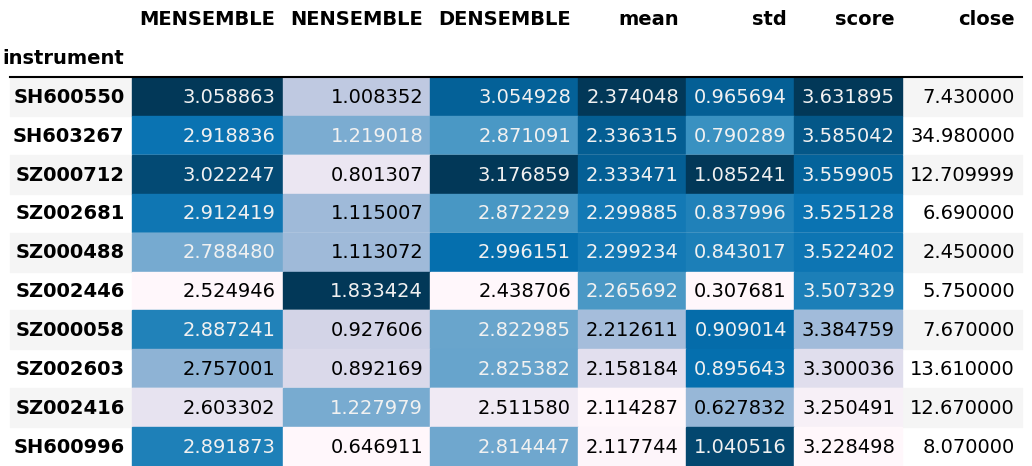 MENSEMBLE NENSEMBLE DENSEMBLE mean std score close
instrument
SH600550 3.058863 1.008352 3.054928 2.374048 0.965694 3.631895 7.430000
SH603267 2.918836 1.219018 2.871091 2.336315 0.790289 3.585042 34.980000
SZ000712 3.022247 0.801307 3.176859 2.333471 1.085241 3.559905 12.709999
SZ002681 2.912419 1.115007 2.872229 2.299885 0.837996 3.525128 6.690000
SZ000488 2.788480 1.113072 2.996151 2.299234 0.843017 3.522402 2.450000
SZ002446 2.524946 1.833424 2.438706 2.265692 0.307681 3.507329 5.750000
SZ000058 2.887241 0.927606 2.822985 2.212611 0.909014 3.384759 7.670000
SZ002603 2.757001 0.892169 2.825382 2.158184 0.895643 3.300036 13.610000
SZ002416 2.603302 1.227979 2.511580 2.114287 0.627832 3.250491 12.670000
SH600996 2.891873 0.646911 2.814447 2.117744 1.040516 3.228498 8.070000